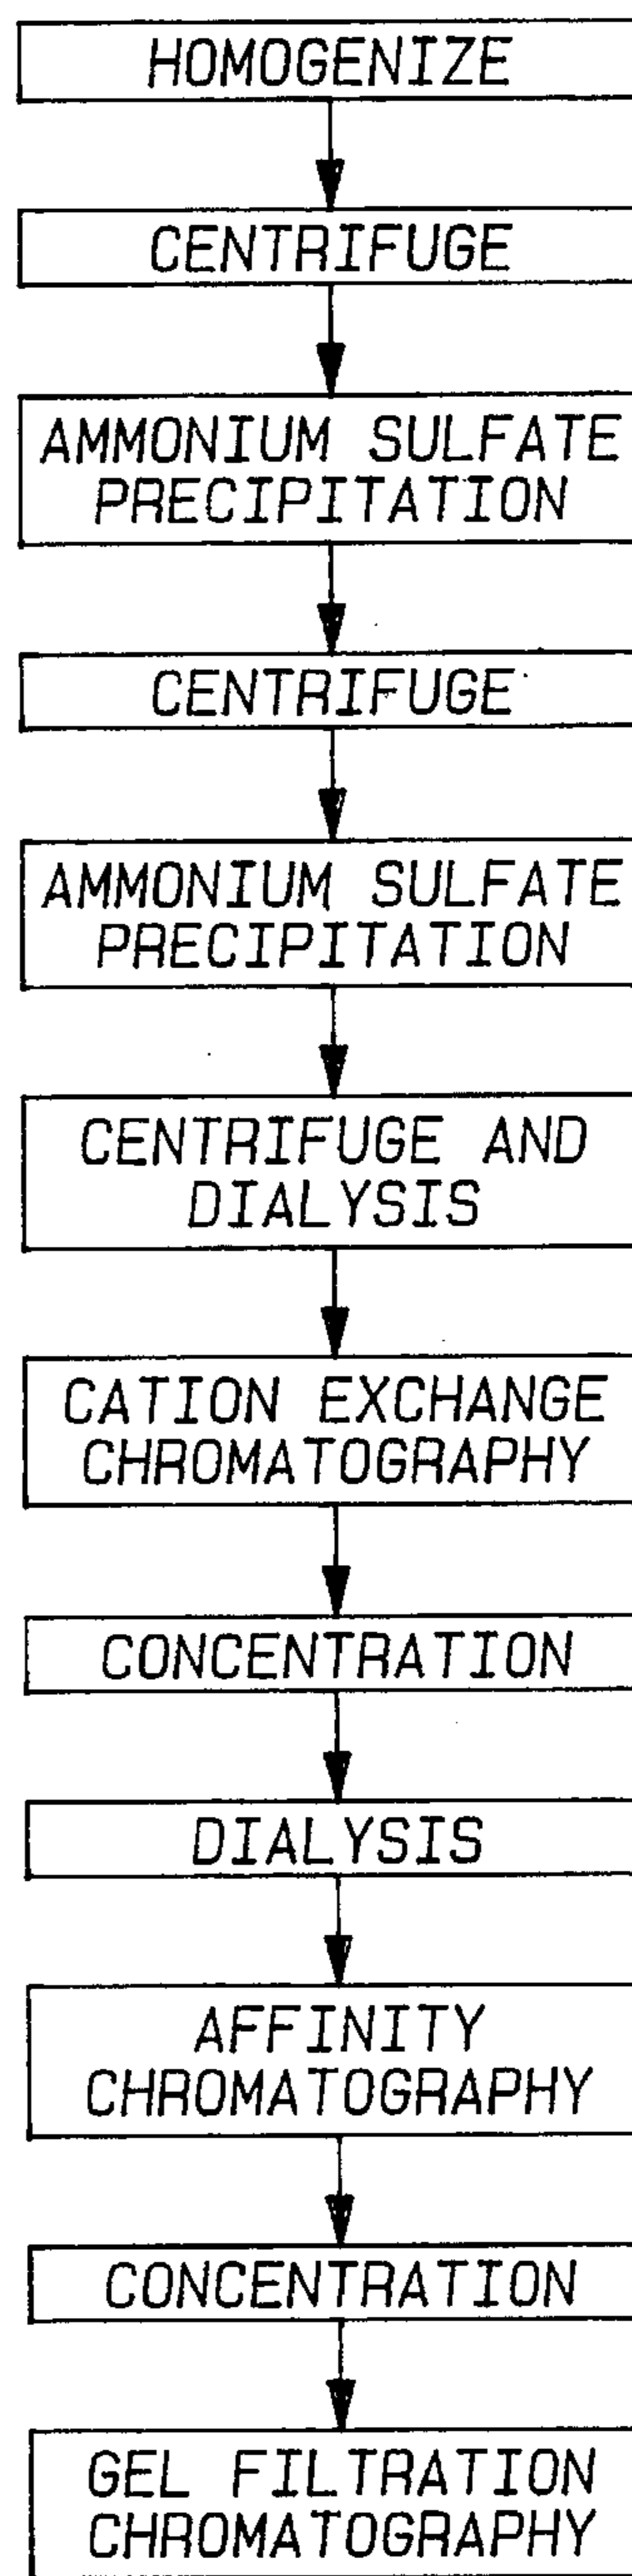 HOMOGENIZE
CENTRIFUGE
AMMONIUM SULFATE
PRECIPITATION
CENTRIFUGE
AMMONIUM SULFATE
PRECIPITATION
CENTRIFUGE AND
DIALYSIS
CATION EXCHANGE
CHROMATOGRAPHY
CONCENTRATION
DIALYSIS
AFFINITY
CHROMATOGRAPHY
CONCENTRATION
GEL FILTRATION
CHROMATOGRAPHY